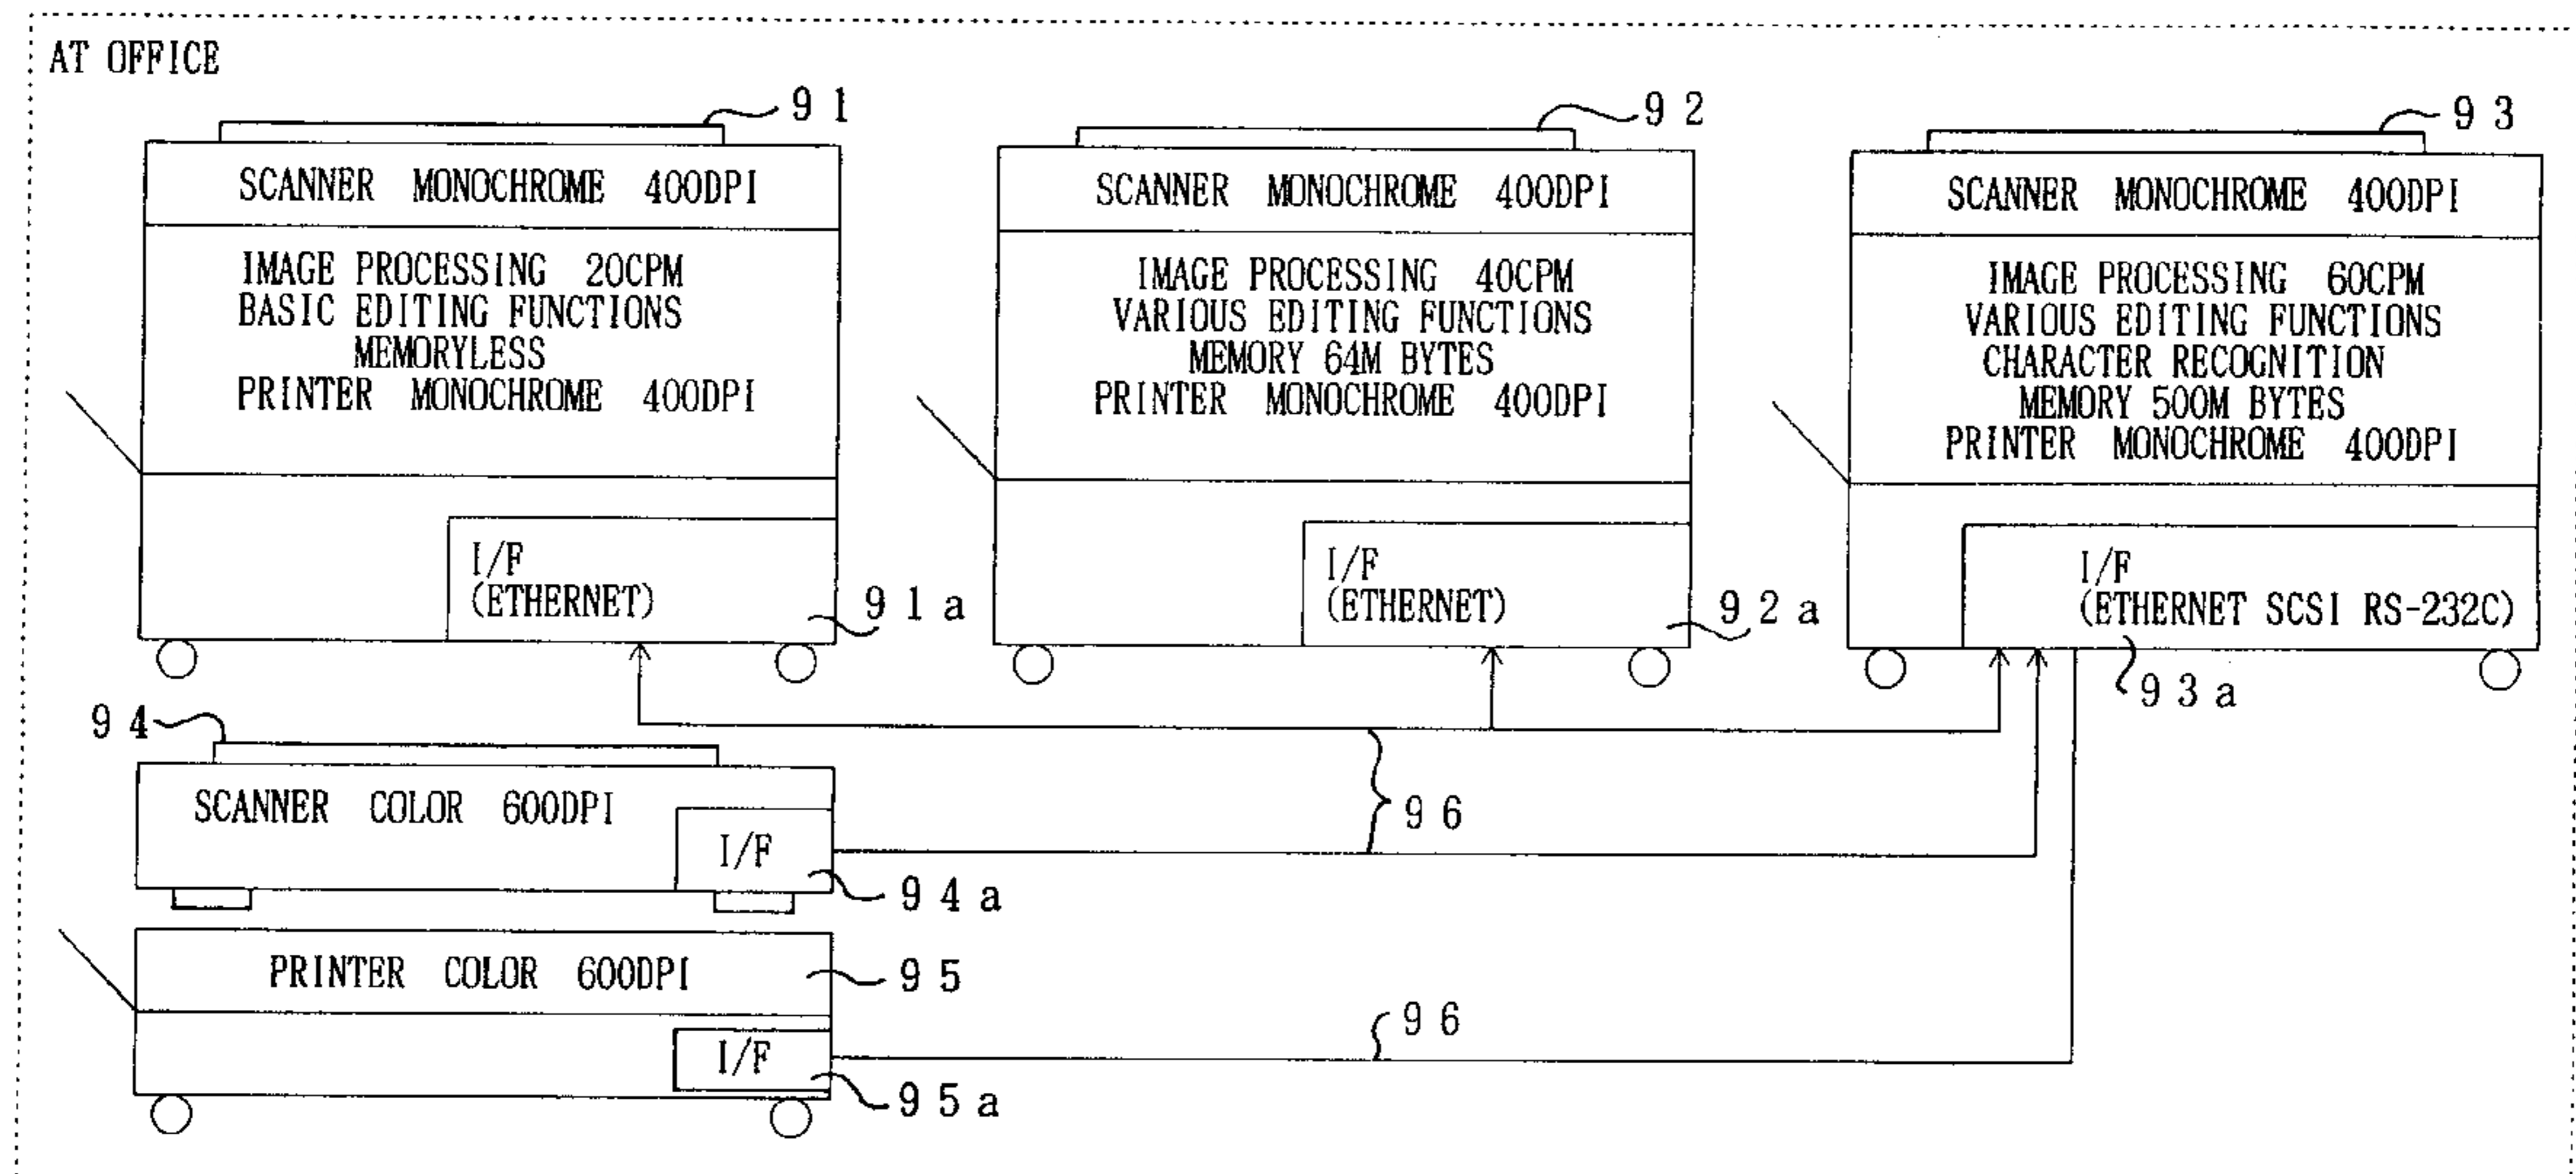 AT OFFICE
91
SCANNER MONOCHROME 400DPI
IMAGE PROCESSING 20CPM
BASIC EDITING FUNCTIONS
MEMORYLESS
PRINTER MONOCHROME 400DPI
I/F
(ETHERNET)
91a
92
SCANNER MONOCHROME 400DPI
IMAGE PROCESSING 40CPM
VARIOUS EDITING FUNCTIONS
MEMORY 64M BYTES
PRINTER MONOCHROME 400DPI
I/F
(ETHERNET)
92a
93
SCANNER MONOCHROME 400DPI
IMAGE PROCESSING 60CPM
VARIOUS EDITING FUNCTIONS
CHARACTER RECOGNITION
MEMORY 500M BYTES
PRINTER MONOCHROME 400DPI
I/F
(ETHERNET SCSI RS-232C)
93a
94
SCANNER COLOR 600DPI
I/F
94a
96
PRINTER COLOR 600DPI
95
I/F
95a
96